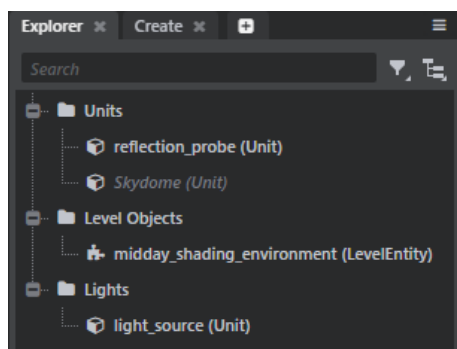 Explorer Create
Search
Units
reflection_probe (Unit)
Skydome (Unit)
Level Objects
midday_shading_environment (LevelEntity)
Lights
light_source (Unit)